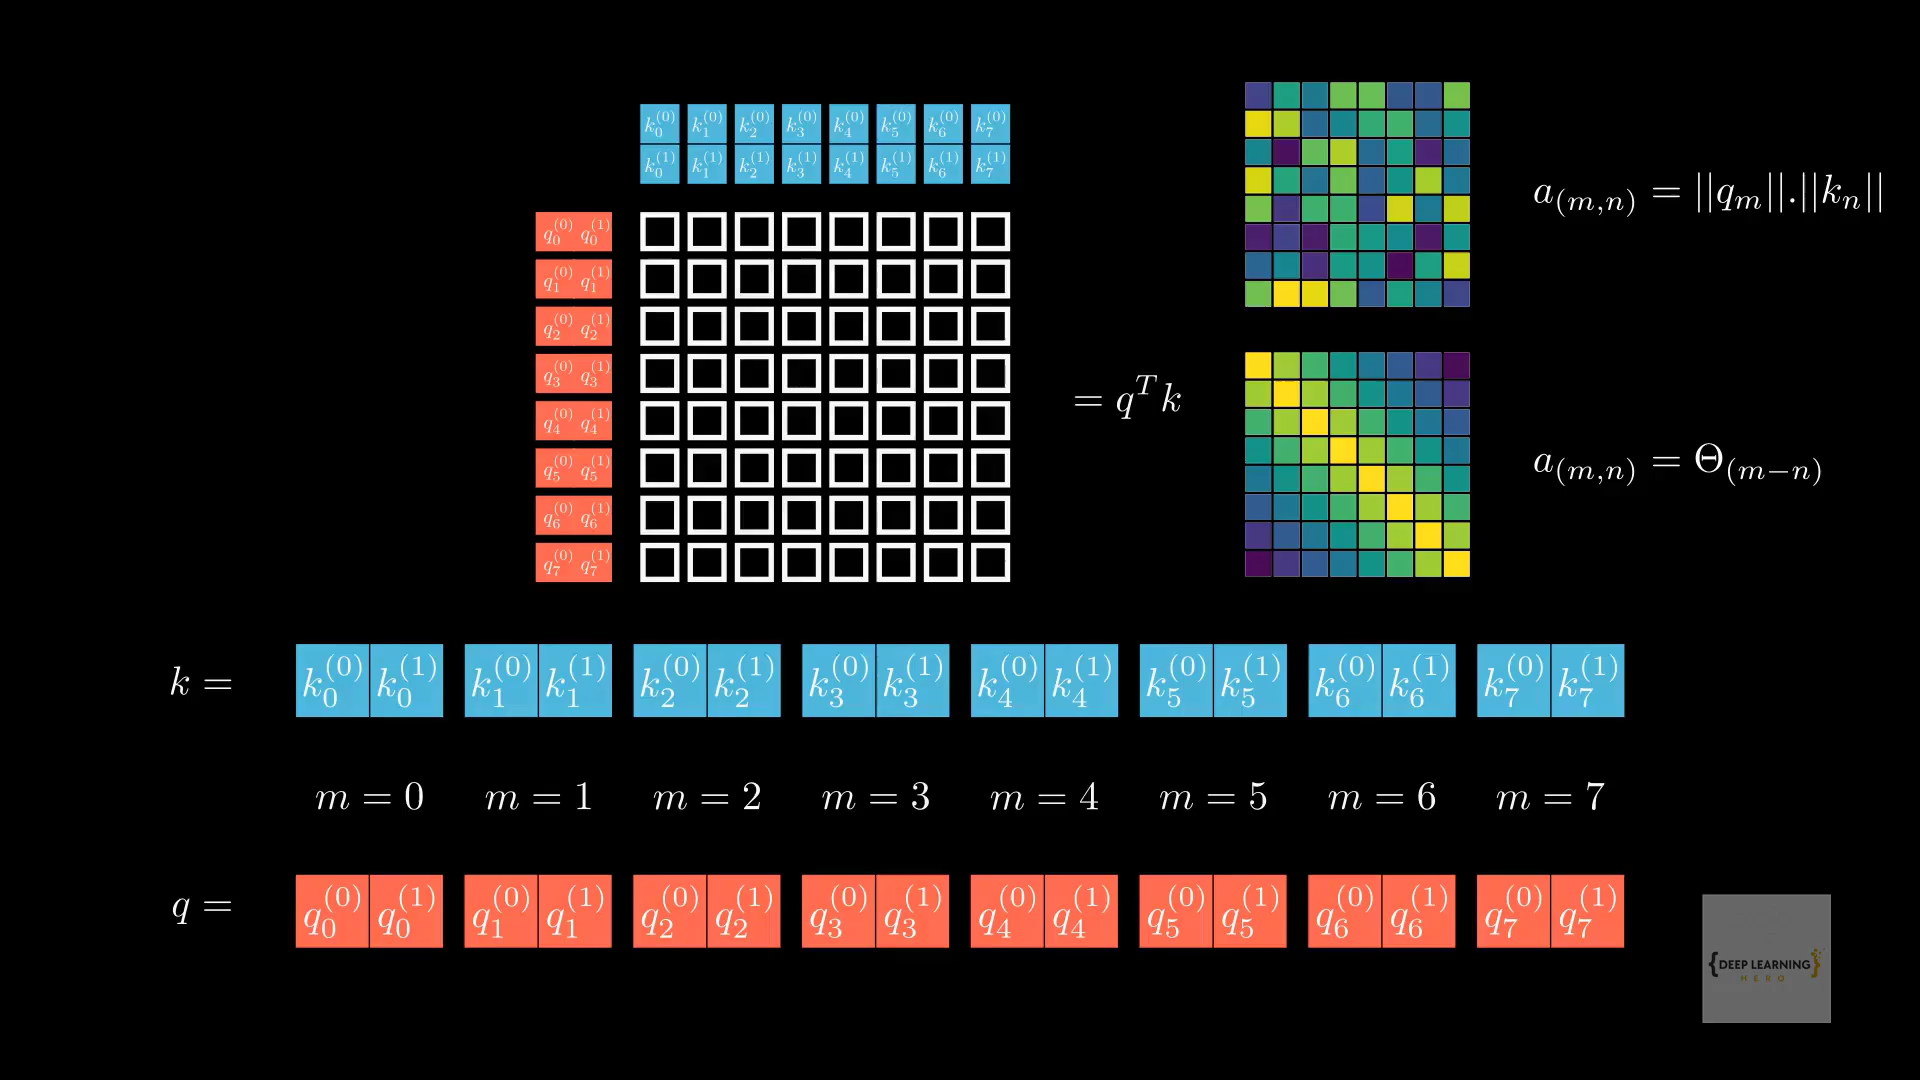 k_0^{(0)} k_1^{(0)} k_2^{(0)} k_3^{(0)} k_4^{(0)} k_5^{(0)} k_6^{(0)} k_7^{(0)}
k_0^{(1)} k_1^{(1)} k_2^{(1)} k_3^{(1)} k_4^{(1)} k_5^{(1)} k_6^{(1)} k_7^{(1)}
q_0^{(0)} q_0^{(1)}
q_1^{(0)} q_1^{(1)}
q_2^{(0)} q_2^{(1)}
q_3^{(0)} q_3^{(1)}
q_4^{(0)} q_4^{(1)}
q_5^{(0)} q_5^{(1)}
q_6^{(0)} q_6^{(1)}
q_7^{(0)} q_7^{(1)}
= q^T k
a_{(m,n)} = ||q_m||.||k_n||
a_{(m,n)} = Θ_{(m−n)}
k = k_0^{(0)} k_0^{(1)} k_1^{(0)} k_1^{(1)} k_2^{(0)} k_2^{(1)} k_3^{(0)} k_3^{(1)} k_4^{(0)} k_4^{(1)} k_5^{(0)} k_5^{(1)} k_6^{(0)} k_6^{(1)} k_7^{(0)} k_7^{(1)}
m = 0 m = 1 m = 2 m = 3 m = 4 m = 5 m = 6 m = 7
q = q_0^{(0)} q_0^{(1)} q_1^{(0)} q_1^{(1)} q_2^{(0)} q_2^{(1)} q_3^{(0)} q_3^{(1)} q_4^{(0)} q_4^{(1)} q_5^{(0)} q_5^{(1)} q_6^{(0)} q_6^{(1)} q_7^{(0)} q_7^{(1)}
{DEEP LEARNING}
HERO